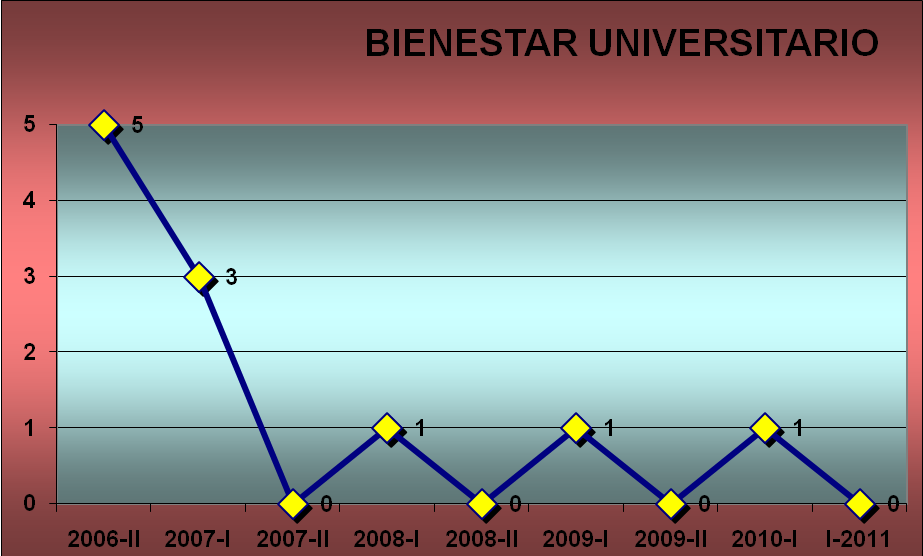 BIENESTAR UNIVERSITARIO
5 5
4
3 3
2
1 1 1 1
0 0 0 0 0
2006-II 2007-I 2007-II 2008-I 2008-II 2009-I 2009-II 2010-I I-2011